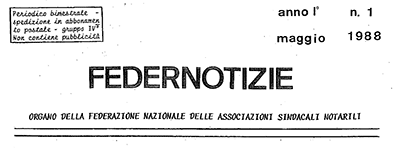 Periodico bimestrale -
spedizione in abbonamen
to postale - gruppo IV°
Non contiene pubblicità
anno I° n. 1
maggio 1988
FEDERNOTIZIE
ORGANO DELLA FEDERAZIONE NAZIONALE DELLE ASSOCIAZIONI SINDACALI NOTARILI